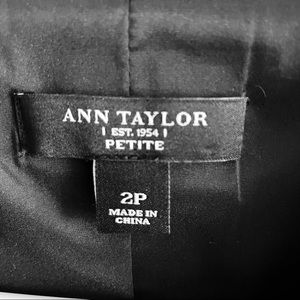 ANN TAYLOR
| EST. 1954 |
PETITE
2P
MADE IN
CHINA